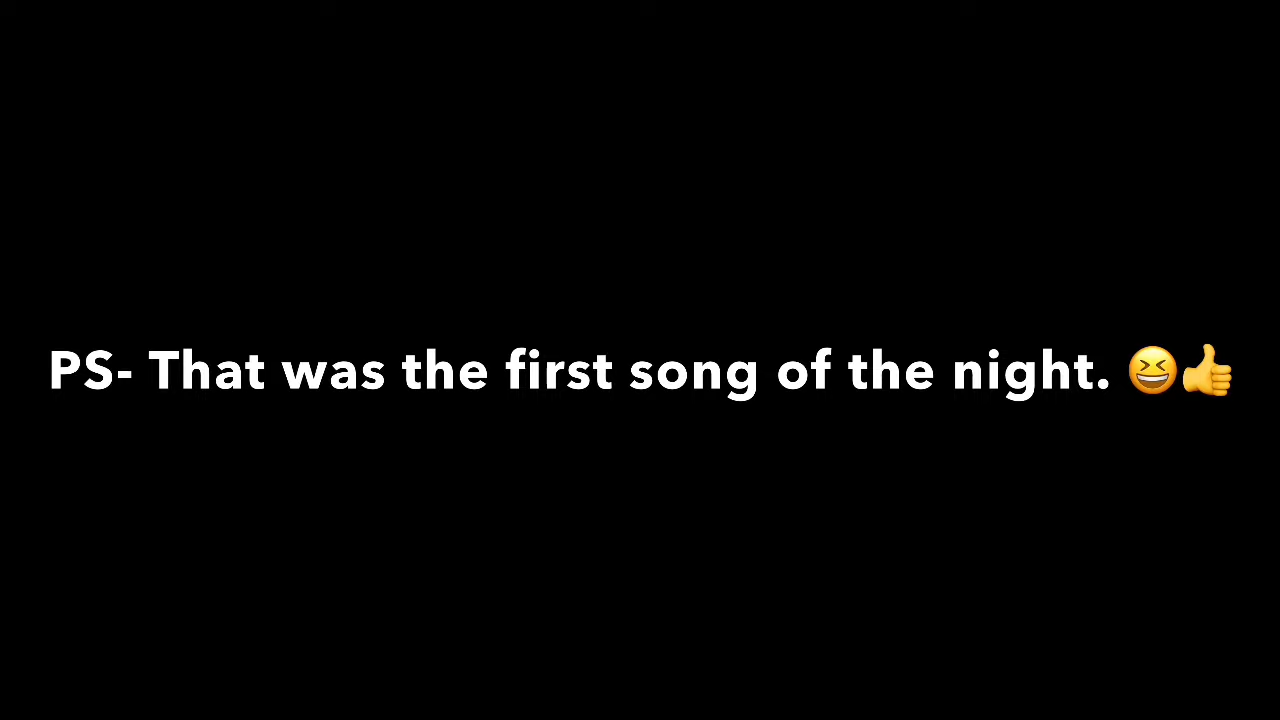 PS- That was the first song of the night. 😆👍